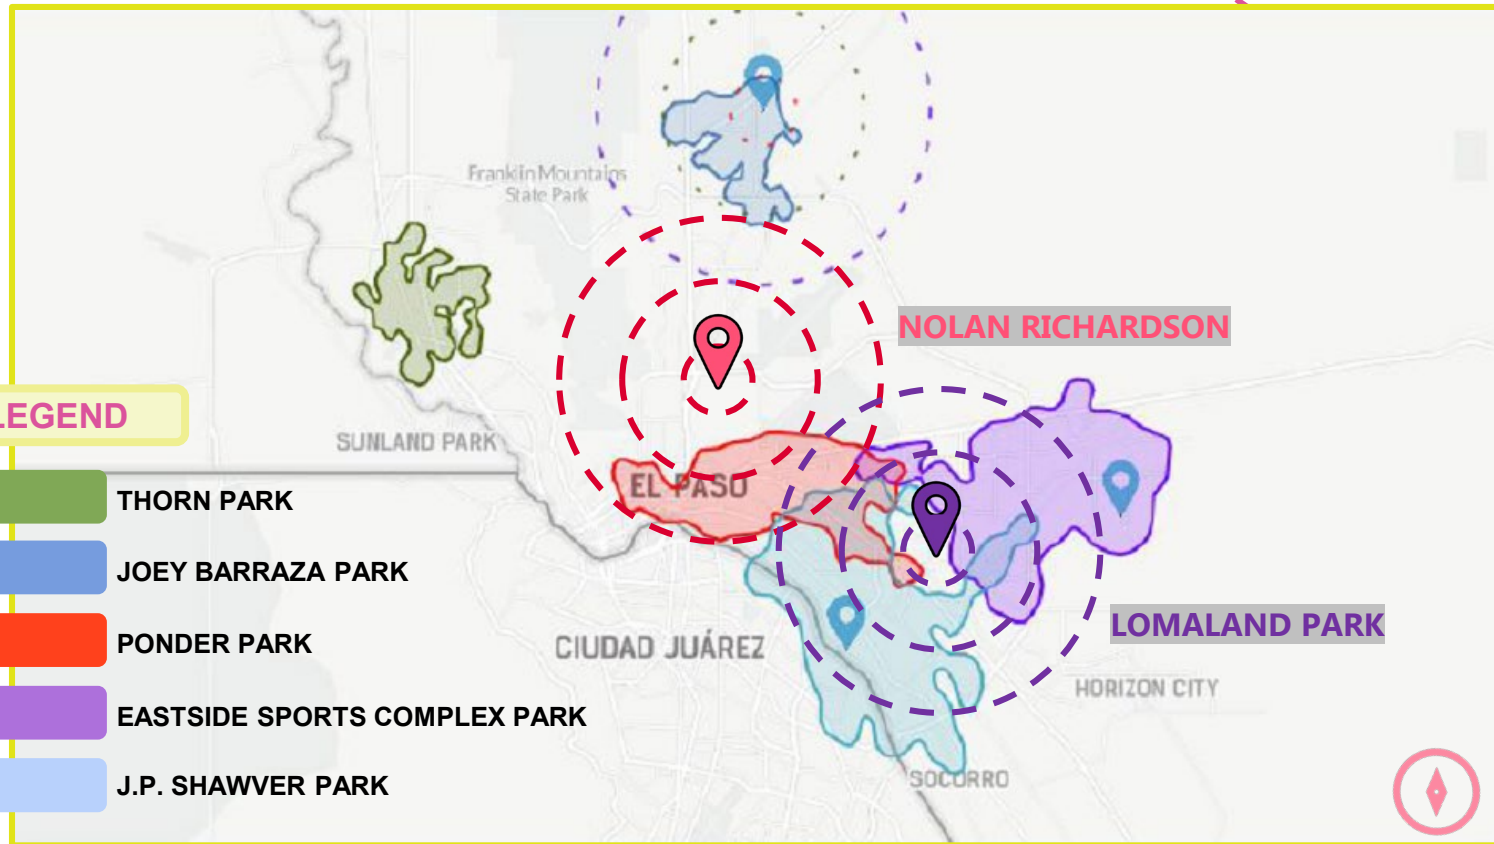 Franklin Mountains
State Park
NOLAN RICHARDSON
LEGEND
SUNLAND PARK
EL PASO
THORN PARK
JOEY BARRAZA PARK
PONDER PARK
LOMALAND PARK
CIUDAD JUÁREZ
HORIZON CITY
EASTSIDE SPORTS COMPLEX PARK
J.P. SHAWVER PARK
SOCORRO